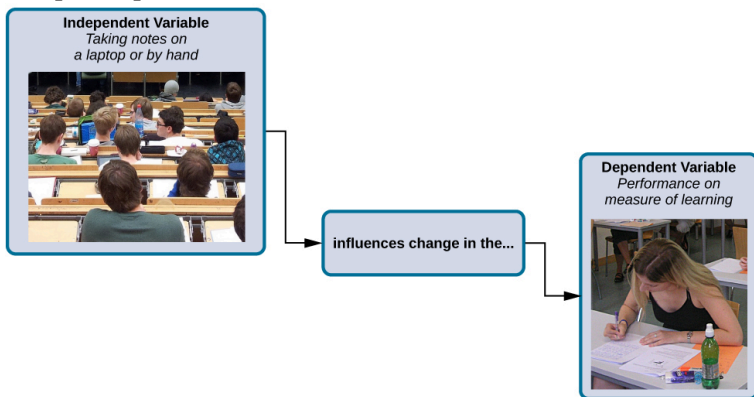 Independent Variable
Taking notes on
a laptop or by hand
influences change in the...
Dependent Variable
Performance on
measure of learning